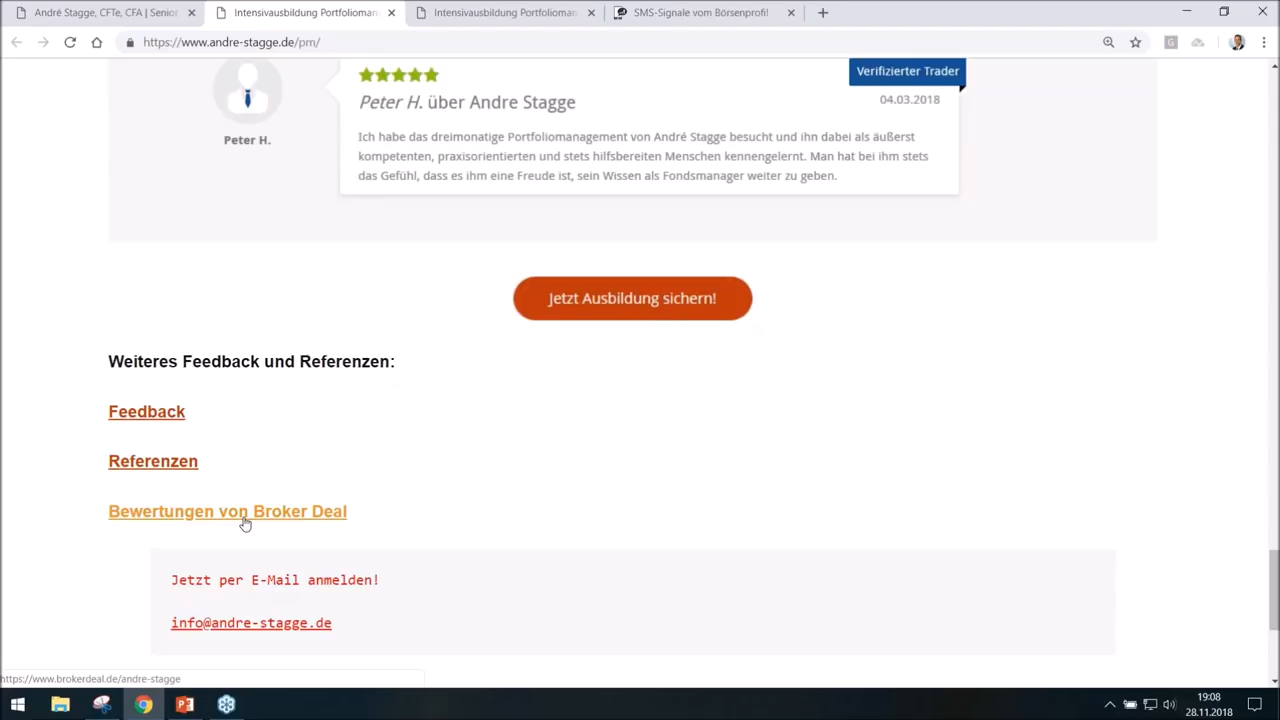 André Stagge, CFTe, CFA | Senior
Intensivausbildung Portfolioman
Intensivausbildung Portfolioman
SMS-Signale vom Börsenprofi!
https://www.andre-stagge.de/pm/
Verifizierter Trader
Peter H. über Andre Stagge
04.03.2018
Peter H.
Ich habe das dreimonatige Portfoliomanagement von André Stagge besucht und ihn dabei als äußerst
kompetenten, praxisorientierten und stets hilfsbereiten Menschen kennengelernt. Man hat bei ihm stets
das Gefühl, dass es ihm eine Freude ist, sein Wissen als Fondsmanager weiter zu geben.
Jetzt Ausbildung sichern!
Weiteres Feedback und Referenzen:
Feedback
Referenzen
Bewertungen von Broker Deal
Jetzt per E-Mail anmelden!
info@andre-stagge.de
https://www.brokerdeal.de/andre-stagge
19:08
28.11.2018